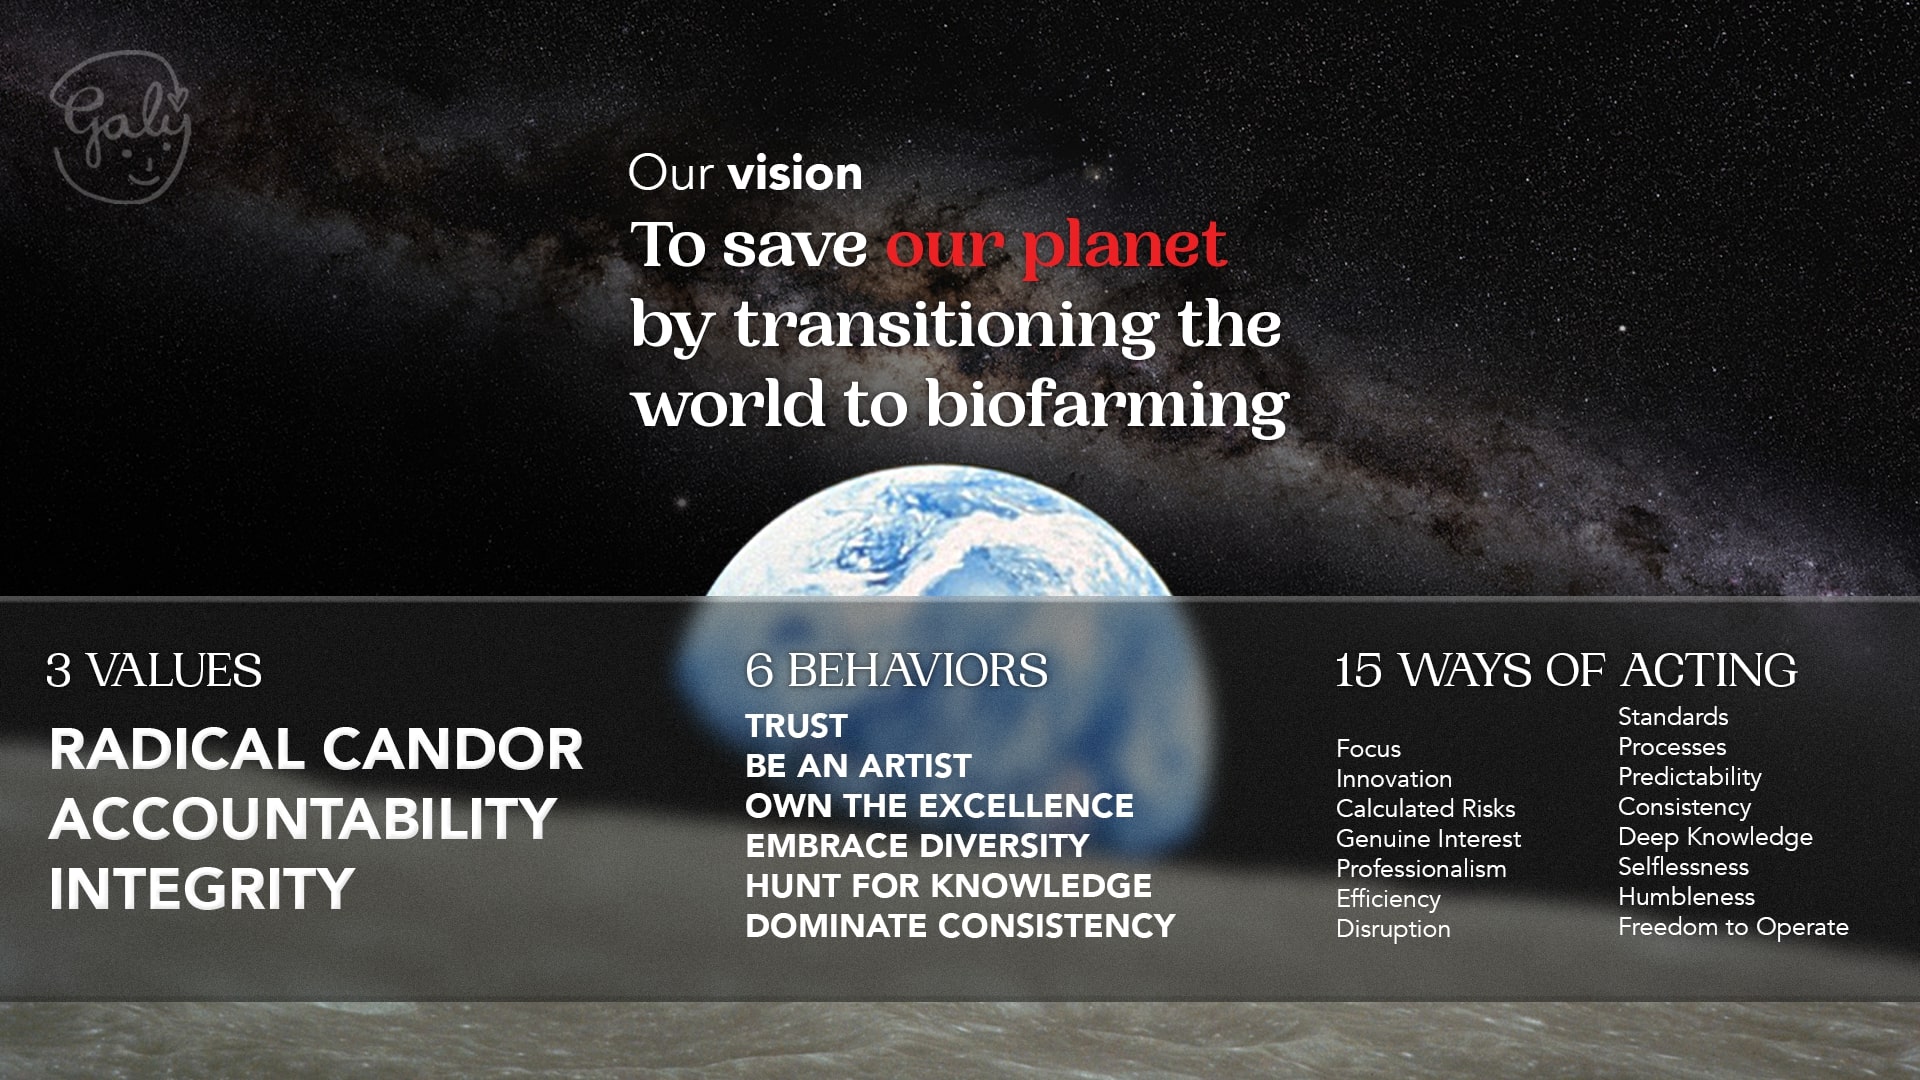 Galy
Our vision
To save our planet
by transitioning the
world to biofarming
3 VALUES
RADICAL CANDOR
ACCOUNTABILITY
INTEGRITY
6 BEHAVIORS
TRUST
BE AN ARTIST
OWN THE EXCELLENCE
EMBRACE DIVERSITY
HUNT FOR KNOWLEDGE
DOMINATE CONSISTENCY
15 WAYS OF ACTING
Focus
Innovation
Calculated Risks
Genuine Interest
Professionalism
Efficiency
Disruption
Standards
Processes
Predictability
Consistency
Deep Knowledge
Selflessness
Humbleness
Freedom to Operate